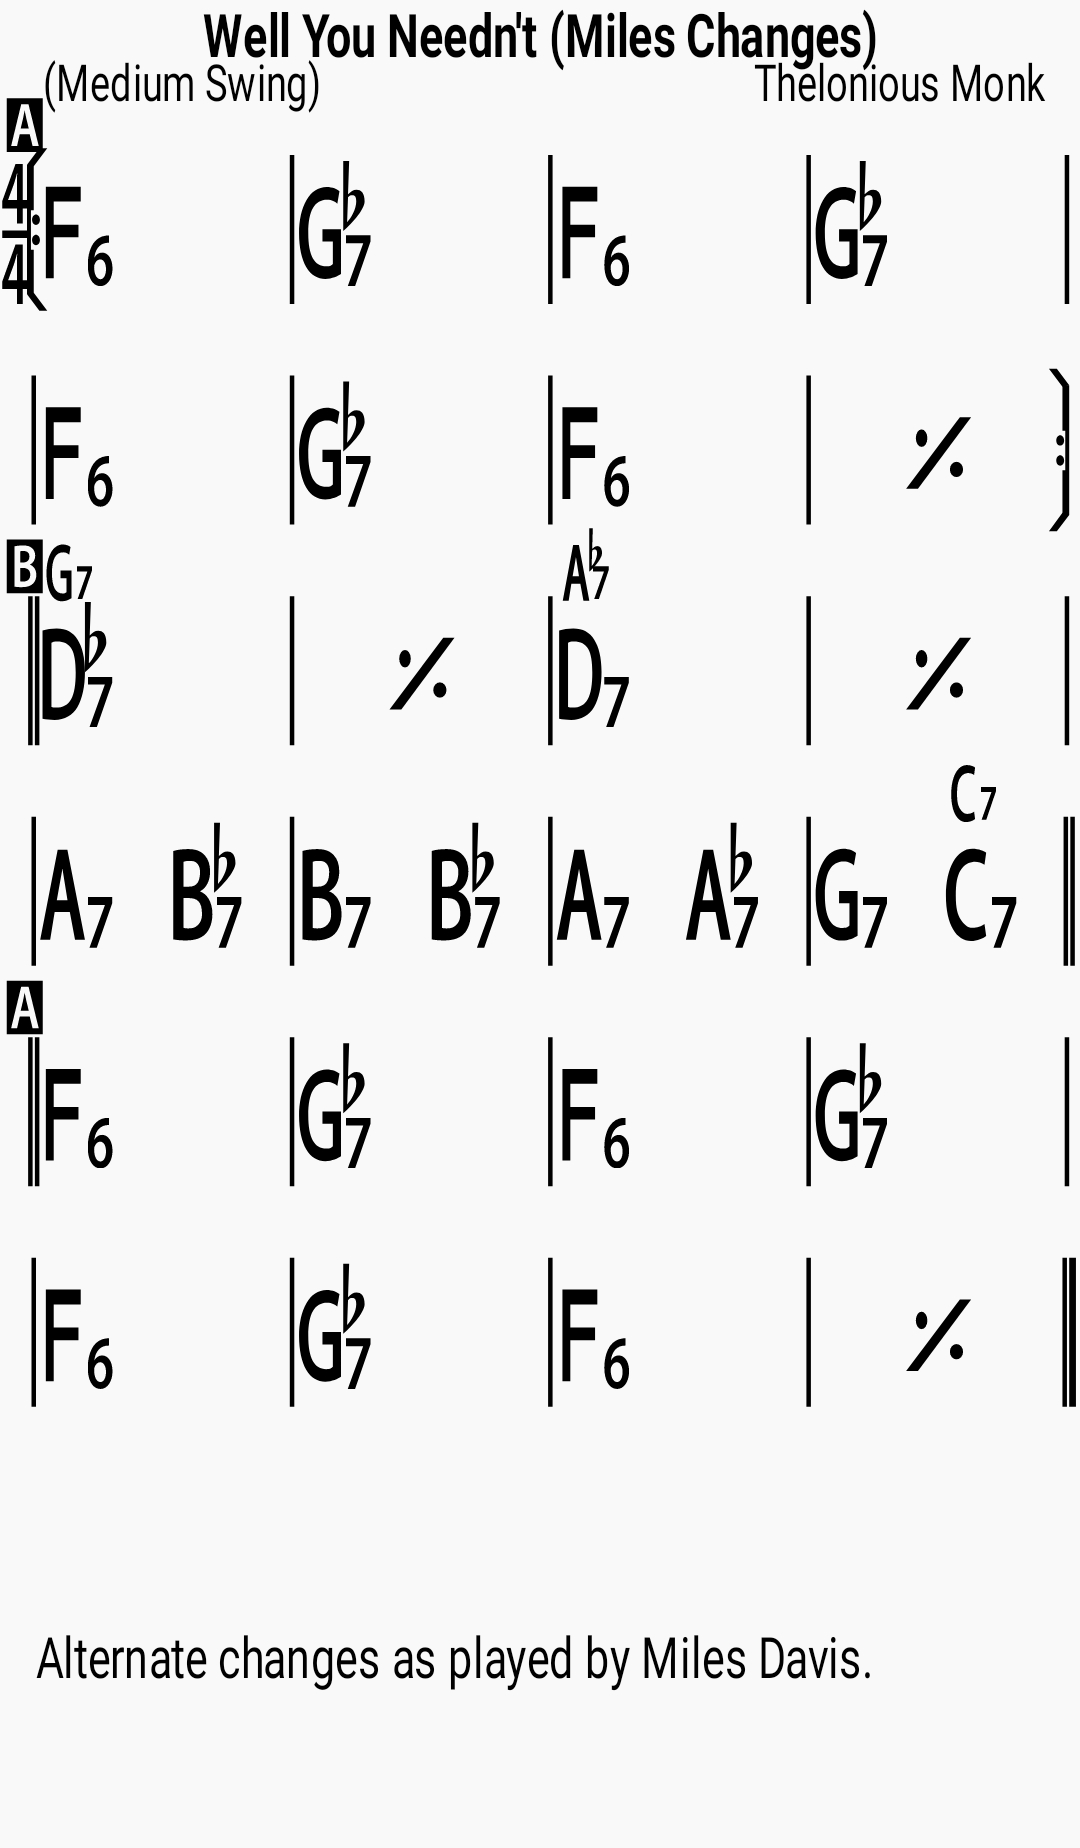 Well You Needn't (Miles Changes)
(Medium Swing) Thelonious Monk
A
4/4 F6 G♭7 F6 G♭7
F6 G♭7 F6 𝄎
B G7 A♭7
D♭7 𝄎 D7 𝄎
C7
A7 B♭7 B7 B♭7 A7 A♭7 G7 C7
A
F6 G♭7 F6 G♭7
F6 G♭7 F6 𝄎
Alternate changes as played by Miles Davis.